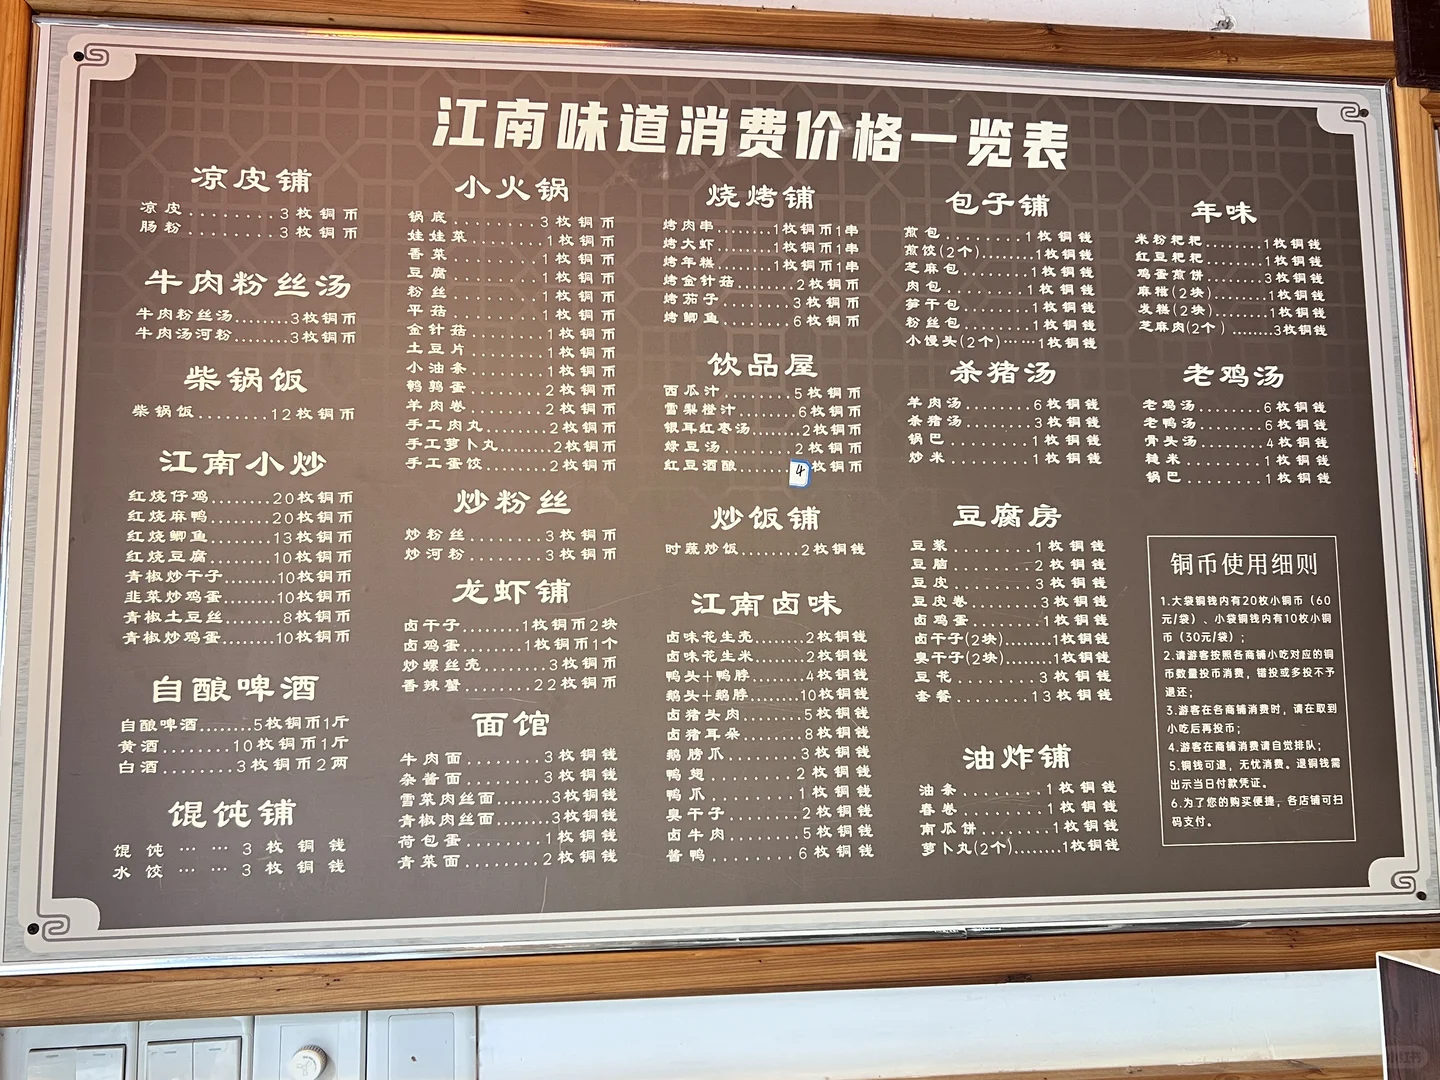 江南味道消费价格一览表
凉皮铺
凉皮........3枚铜币
肠粉........3枚铜币
牛肉粉丝汤
牛肉粉丝汤........3枚铜币
牛肉汤河粉........3枚铜币
柴锅饭
柴锅饭........12枚铜币
江南小炒
红烧仔鸡........20枚铜币
红烧麻鸭........20枚铜币
红烧鲫鱼........13枚铜币
红烧豆腐........10枚铜币
青椒炒干子........10枚铜币
韭菜炒鸡蛋........10枚铜币
青椒土豆丝........8枚铜币
青椒炒鸡蛋........10枚铜币
自酿啤酒
自酿啤酒.......5枚铜币1斤
黄酒........10枚铜币1斤
白酒........3枚铜币2两
馄饨铺
馄饨……3枚铜钱
水饺……3枚铜钱
小火锅
锅底........3枚铜币
娃娃菜........1枚铜币
香菜........1枚铜币
豆腐........1枚铜币
粉丝........1枚铜币
平菇........1枚铜币
金针菇........1枚铜币
土豆片........1枚铜币
小油条........1枚铜币
鹌鹑蛋........2枚铜币
羊肉卷........2枚铜币
手工肉丸........2枚铜币
手工萝卜丸........2枚铜币
手工蛋饺........2枚铜币
炒粉丝
炒粉丝........3枚铜币
炒河粉........3枚铜币
龙虾铺
卤干子........1枚铜币2块
卤鸡蛋........1枚铜币1个
炒螺丝壳........3枚铜币
香辣蟹........22枚铜币
面馆
牛肉面........3枚铜钱
杂酱面........3枚铜钱
雪菜肉丝面........3枚铜钱
青椒肉丝面........3枚铜钱
荷包蛋........1枚铜钱
青菜面........2枚铜钱
烧烤铺
烤肉串........1枚铜币1串
烤大虾........1枚铜币1串
烤年糕........1枚铜币1串
烤金针菇........2枚铜币
烤茄子........3枚铜币
烤鲫鱼........6枚铜币
饮品屋
西瓜汁........5枚铜币
雪梨橙汁........6枚铜币
银耳红枣汤........2枚铜币
绿豆汤........2枚铜币
红豆酒酿........4枚铜币
炒饭铺
时蔬炒饭........2枚铜钱
江南卤味
卤味花生壳........2枚铜钱
卤味花生米........2枚铜钱
鸭头+鸭脖........4枚铜钱
鹅头+鹅脖........10枚铜钱
卤猪头肉........5枚铜钱
卤猪耳朵........8枚铜钱
鹅膀爪........3枚铜钱
鸭翅........2枚铜钱
鸭爪........1枚铜钱
臭干子........2枚铜钱
卤牛肉........5枚铜钱
酱鸭........6枚铜钱
包子铺
煎包........1枚铜钱
煎饺(2个)........1枚铜钱
芝麻包........1枚铜钱
肉包........1枚铜钱
笋干包........1枚铜钱
粉丝包........1枚铜钱
小馒头(2个)……1枚铜钱
杀猪汤
羊肉汤........6枚铜钱
杀猪汤........3枚铜钱
锅巴........1枚铜钱
炒米........1枚铜钱
豆腐房
豆浆........1枚铜钱
豆脑........2枚铜钱
豆皮........3枚铜钱
豆皮卷........3枚铜钱
卤鸡蛋........1枚铜钱
卤干子(2块)........1枚铜钱
臭干子(2块)........1枚铜钱
豆花........3枚铜钱
套餐........13枚铜钱
油炸铺
油条........1枚铜钱
春卷........1枚铜钱
南瓜饼........1枚铜钱
萝卜丸(2个)........1枚铜钱
年味
米粉粑粑........1枚铜钱
红豆粑粑........1枚铜钱
鸡蛋煎饼........3枚铜钱
麻糍(2块)........1枚铜钱
发糕(2块)........1枚铜钱
芝麻肉(2个)........3枚铜钱
老鸡汤
老鸡汤........6枚铜钱
老鸭汤........6枚铜钱
骨头汤........4枚铜钱
糙米........1枚铜钱
锅巴........1枚铜钱
铜币使用细则
1.大袋铜钱内有20枚小铜币（60
元/袋）、小袋铜钱内有10枚小铜
币（30元/袋）;
2.请游客按照各商铺小吃对应的铜
币数量投币消费，错投或多投不予
退还;
3.游客在各商铺消费时，请在取到
小吃后再投币;
4.游客在商铺消费请自觉排队;
5.铜钱可退，无忧消费。退铜钱需
出示当日付款凭证。
6.为了您的购买便捷，各店铺可扫
码支付。
小红书